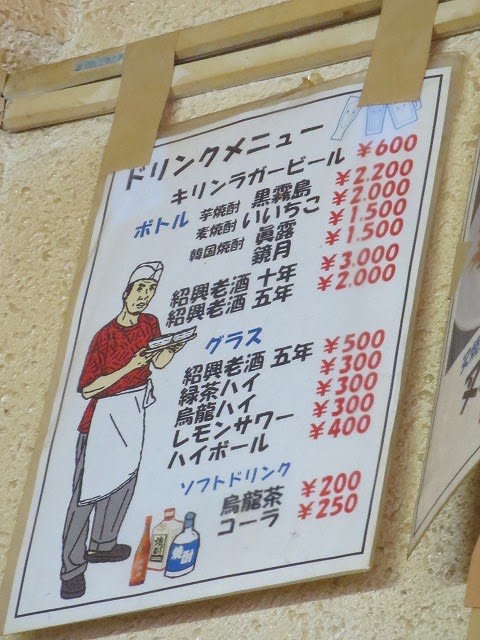 ドリンクメニュー
キリンラガービール ¥600
ボトル 芋焼酎 黒霧島 ¥2.200
麦焼酎 いいちこ ¥2.000
韓国焼酎 眞露 ¥1.500
鏡月 ¥1.500
紹興老酒 十年 ¥3.000
紹興老酒 五年 ¥2.000
グラス
紹興老酒 五年 ¥500
緑茶ハイ ¥300
烏龍ハイ ¥300
レモンサワー ¥300
ハイボール ¥400
ソフトドリンク
烏龍茶 ¥200
コーラ ¥250
焼酎
焼酎